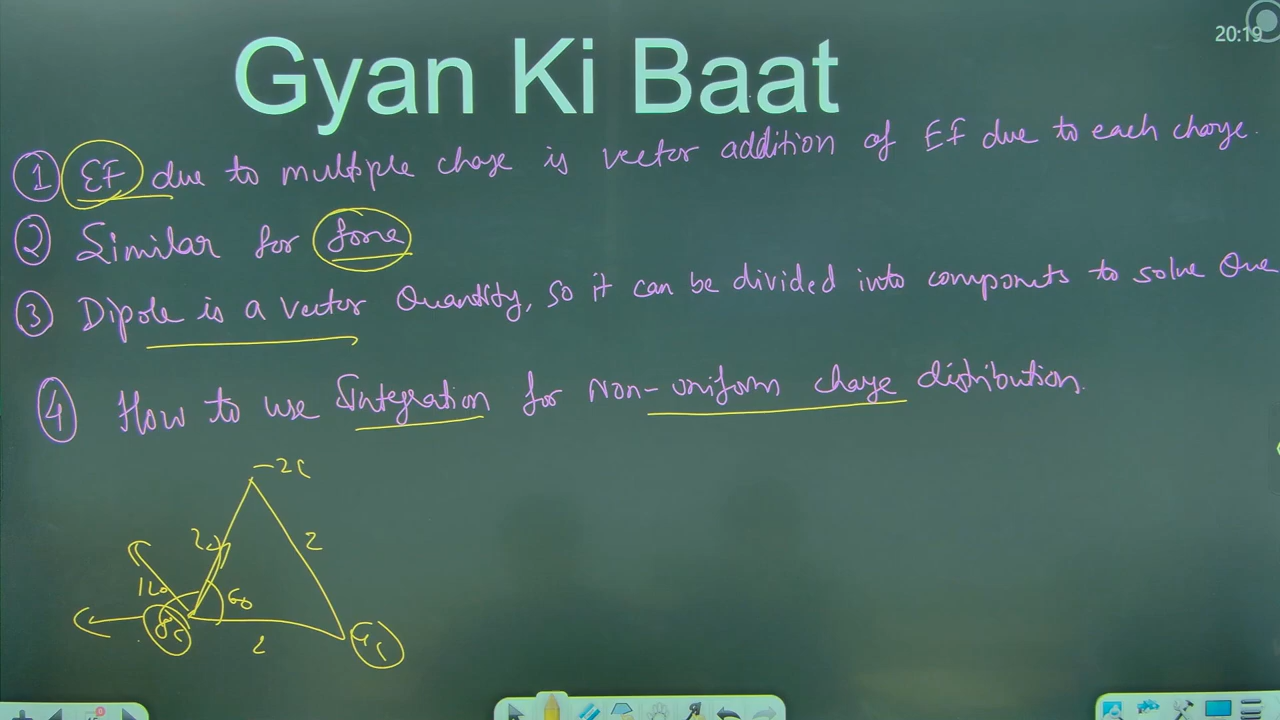 20:19
Gyan Ki Baat
① EF due to multiple charge is vector addition of EF due to each charge.
② Similar for force
③ Dipole is a vector Quantity, so it can be divided into components to solve Que
④ How to use Integration for Non-uniform charge distribution.
-2C
2
2
120
60
8C
2